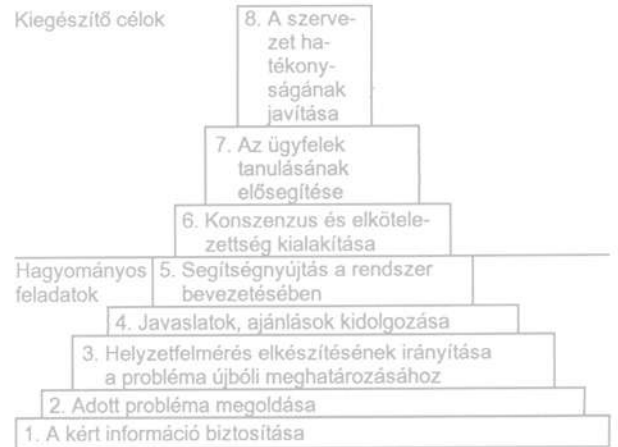 Kiegészítő célok
8. A szerve-
zet ha-
tékony-
ságának
javítása
7. Az ügyfelek
tanulásának
elősegítése
6. Konszenzus és elkötele-
zettség kialakítása
Hagyományos
feladatok
5. Segítségnyújtás a rendszer
bevezetésében
4. Javaslatok, ajánlások kidolgozása
3. Helyzetfelmérés elkészítésének irányítása
a probléma újbóli meghatározásához
2. Adott probléma megoldása
1. A kért információ biztosítása